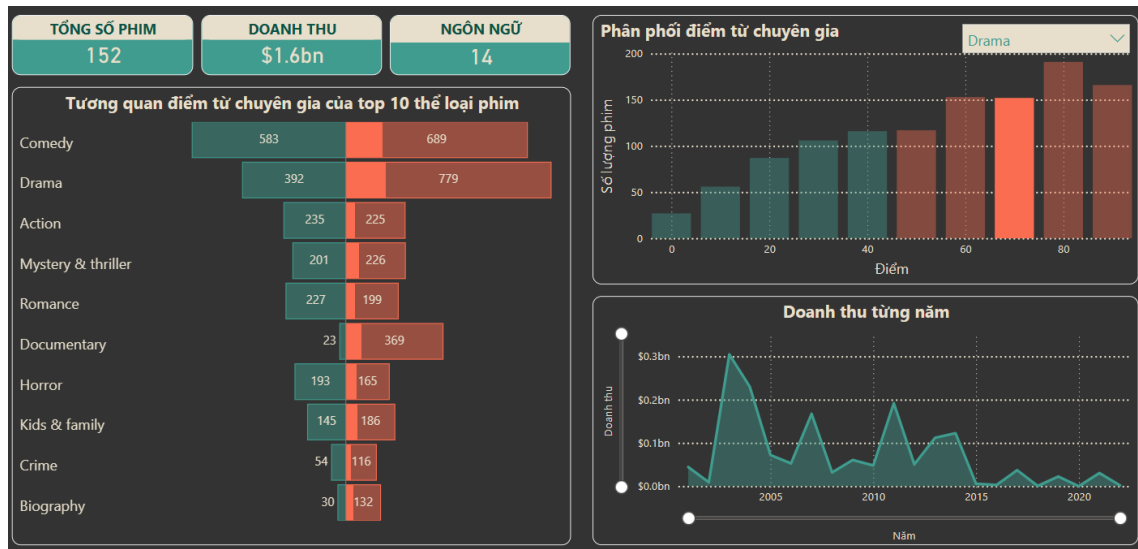 TỔNG SỐ PHIM
152
DOANH THU
$1.6bn
NGÔN NGỮ
14
Tương quan điểm từ chuyên gia của top 10 thể loại phim
Comedy 583 689
Drama 392 779
Action 235 225
Mystery & thriller 201 226
Romance 227 199
Documentary 23 369
Horror 193 165
Kids & family 145 186
Crime 54 116
Biography 30 132
Phân phối điểm từ chuyên gia
Drama
Số lượng phim
200
150
100
50
0
0 20 40 60 80
Điểm
Doanh thu từng năm
Doanh thu
$0.3bn
$0.2bn
$0.1bn
$0.0bn
2005 2010 2015 2020
Năm